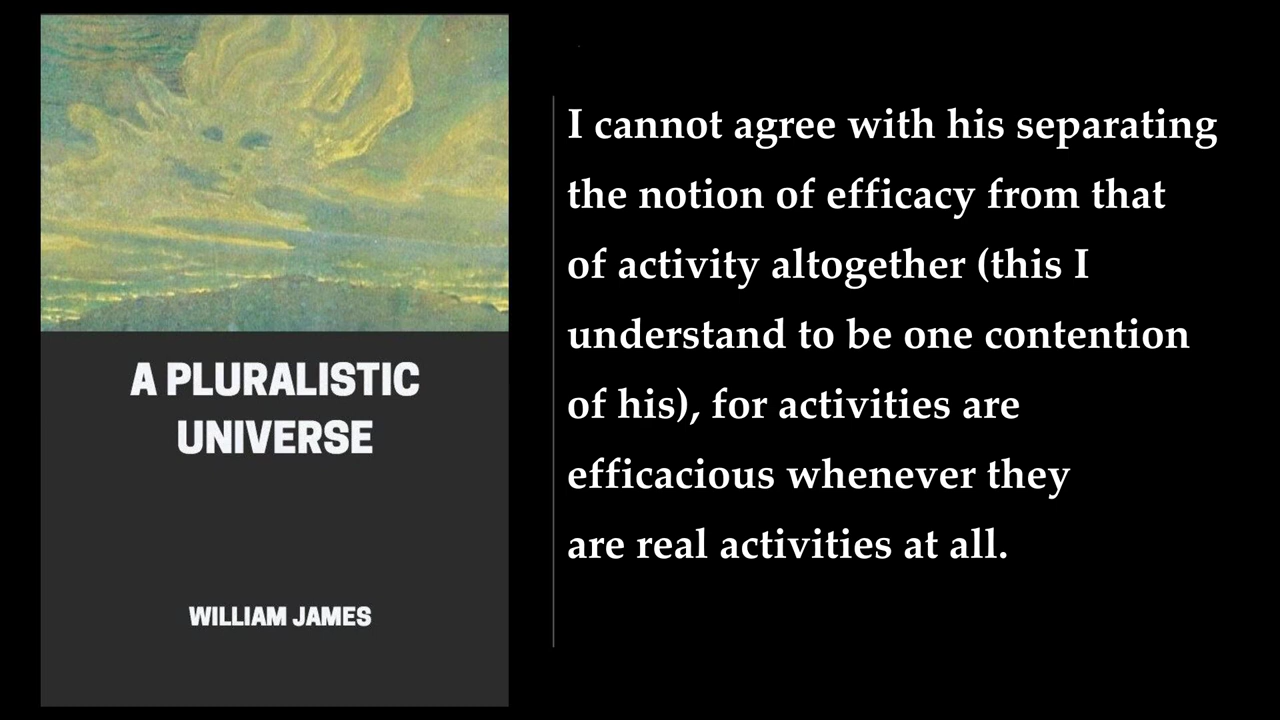 A PLURALISTIC
UNIVERSE
WILLIAM JAMES
I cannot agree with his separating
the notion of efficacy from that
of activity altogether (this I
understand to be one contention
of his), for activities are
efficacious whenever they
are real activities at all.